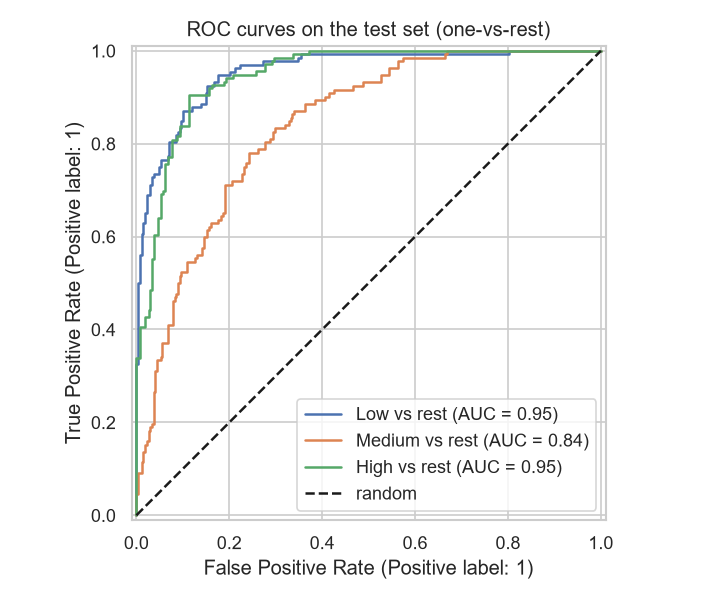 ROC curves on the test set (one-vs-rest)
True Positive Rate (Positive label: 1)
1.0
0.8
0.6
0.4
0.2
0.0
Low vs rest (AUC = 0.95)
Medium vs rest (AUC = 0.84)
High vs rest (AUC = 0.95)
random
0.0 0.2 0.4 0.6 0.8 1.0
False Positive Rate (Positive label: 1)